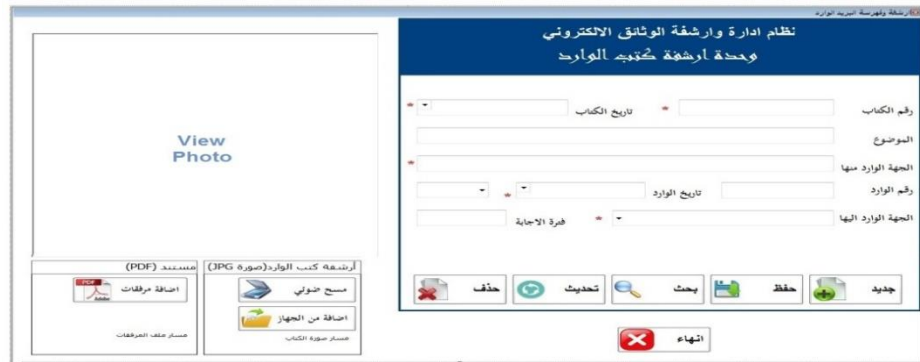 ارشفة وفهرسة البريد الوارد
نظام ادارة وارشفة الوثائق الالكتروني
وحدة ارشفة كتب الوارد
رقم الكتاب * تاريخ الكتاب *
الموضوع
الجهة الوارد منها *
رقم الوارد تاريخ الوارد *
الجهة الوارد اليها * فترة الاجابة
جديد حفظ بحث تحديث حذف
انهاء
View
Photo
أرشفة كتب الوارد(صورة JPG) مستند (PDF)
مسح ضوئي اضافة مرفقات
PDF
Adobe
اضافة من الجهاز
مسار صورة الكتاب مسار ملف المرفقات